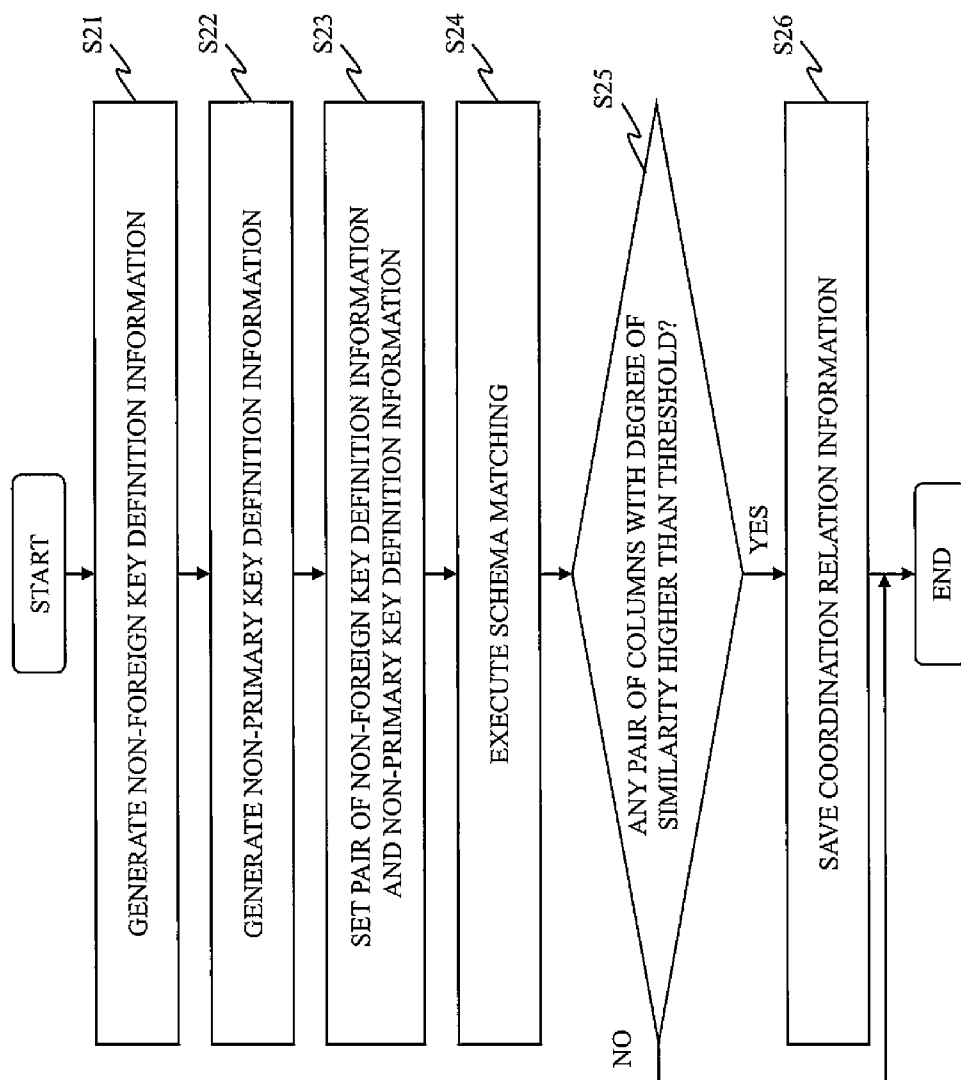 START
S21
GENERATE NON-FOREIGN KEY DEFINITION INFORMATION
S22
GENERATE NON-PRIMARY KEY DEFINITION INFORMATION
S23
SET PAIR OF NON-FOREIGN KEY DEFINITION INFORMATION
AND NON-PRIMARY KEY DEFINITION INFORMATION
S24
EXECUTE SCHEMA MATCHING
S25
ANY PAIR OF COLUMNS WITH DEGREE OF
SIMILARITY HIGHER THAN THRESHOLD?
NO
YES
S26
SAVE COORDINATION RELATION INFORMATION
END